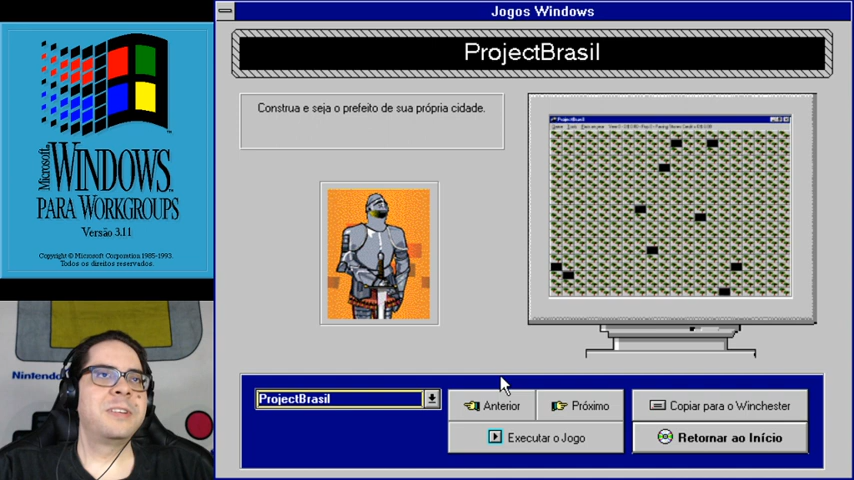 Microsoft
WINDOWS
PARA WORKGROUPS
Versão 3.11
Copyright © Microsoft Corporation 1985-1993.
Todos os direitos reservados.
Jogos Windows
ProjectBrasil
Construa e seja o prefeito de sua própria cidade.
ProjectBrasil
Nintendo
ProjectBrasil
Anterior
Próximo
Copiar para o Winchester
Executar o Jogo
Retornar ao Início